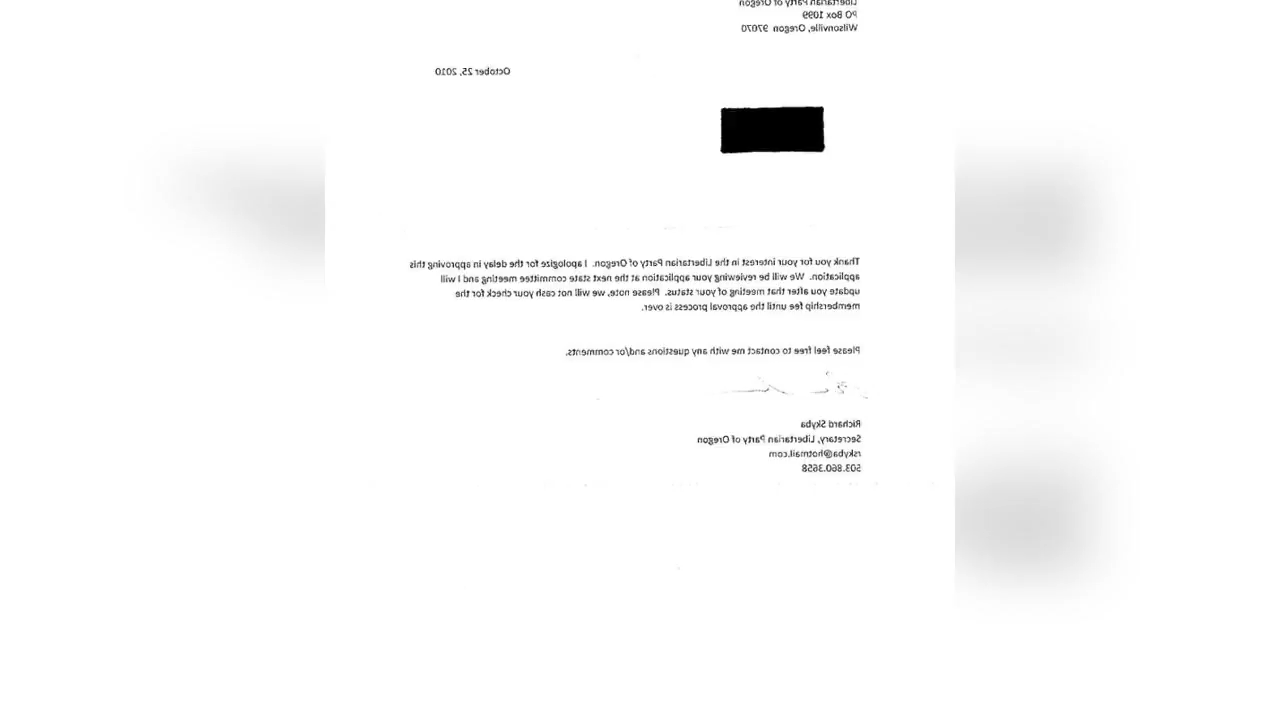 Libertarian Party of Oregon
PO Box 1099
Wilsonville, Oregon 97070
October 25, 2010
Thank you for your interest in the Libertarian Party of Oregon. I apologize for the delay in approving this
application. We will be reviewing your application at the next state committee meeting and I will
update you after that meeting of your status. Please note, we will not cash your check for the
membership fee until the approval process is over.
Please feel free to contact me with any questions and/or comments.
Richard Skyba
Secretary, Libertarian Party of Oregon
rskyba@hotmail.com
503.860.3658